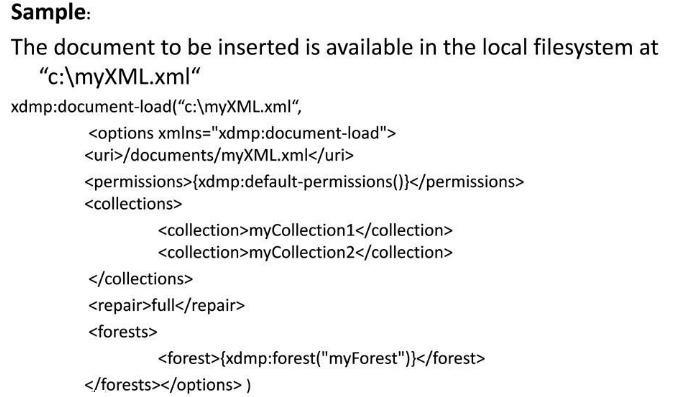 Sample:
The document to be inserted is available in the local filesystem at
“c:\myXML.xml“
xdmp:document-load(“c:\myXML.xml“,
<options xmlns="xdmp:document-load">
<uri>/documents/myXML.xml</uri>
<permissions>{xdmp:default-permissions()}</permissions>
<collections>
<collection>myCollection1</collection>
<collection>myCollection2</collection>
</collections>
<repair>full</repair>
<forests>
<forest>{xdmp:forest("myForest")}</forest>
</forests></options> )